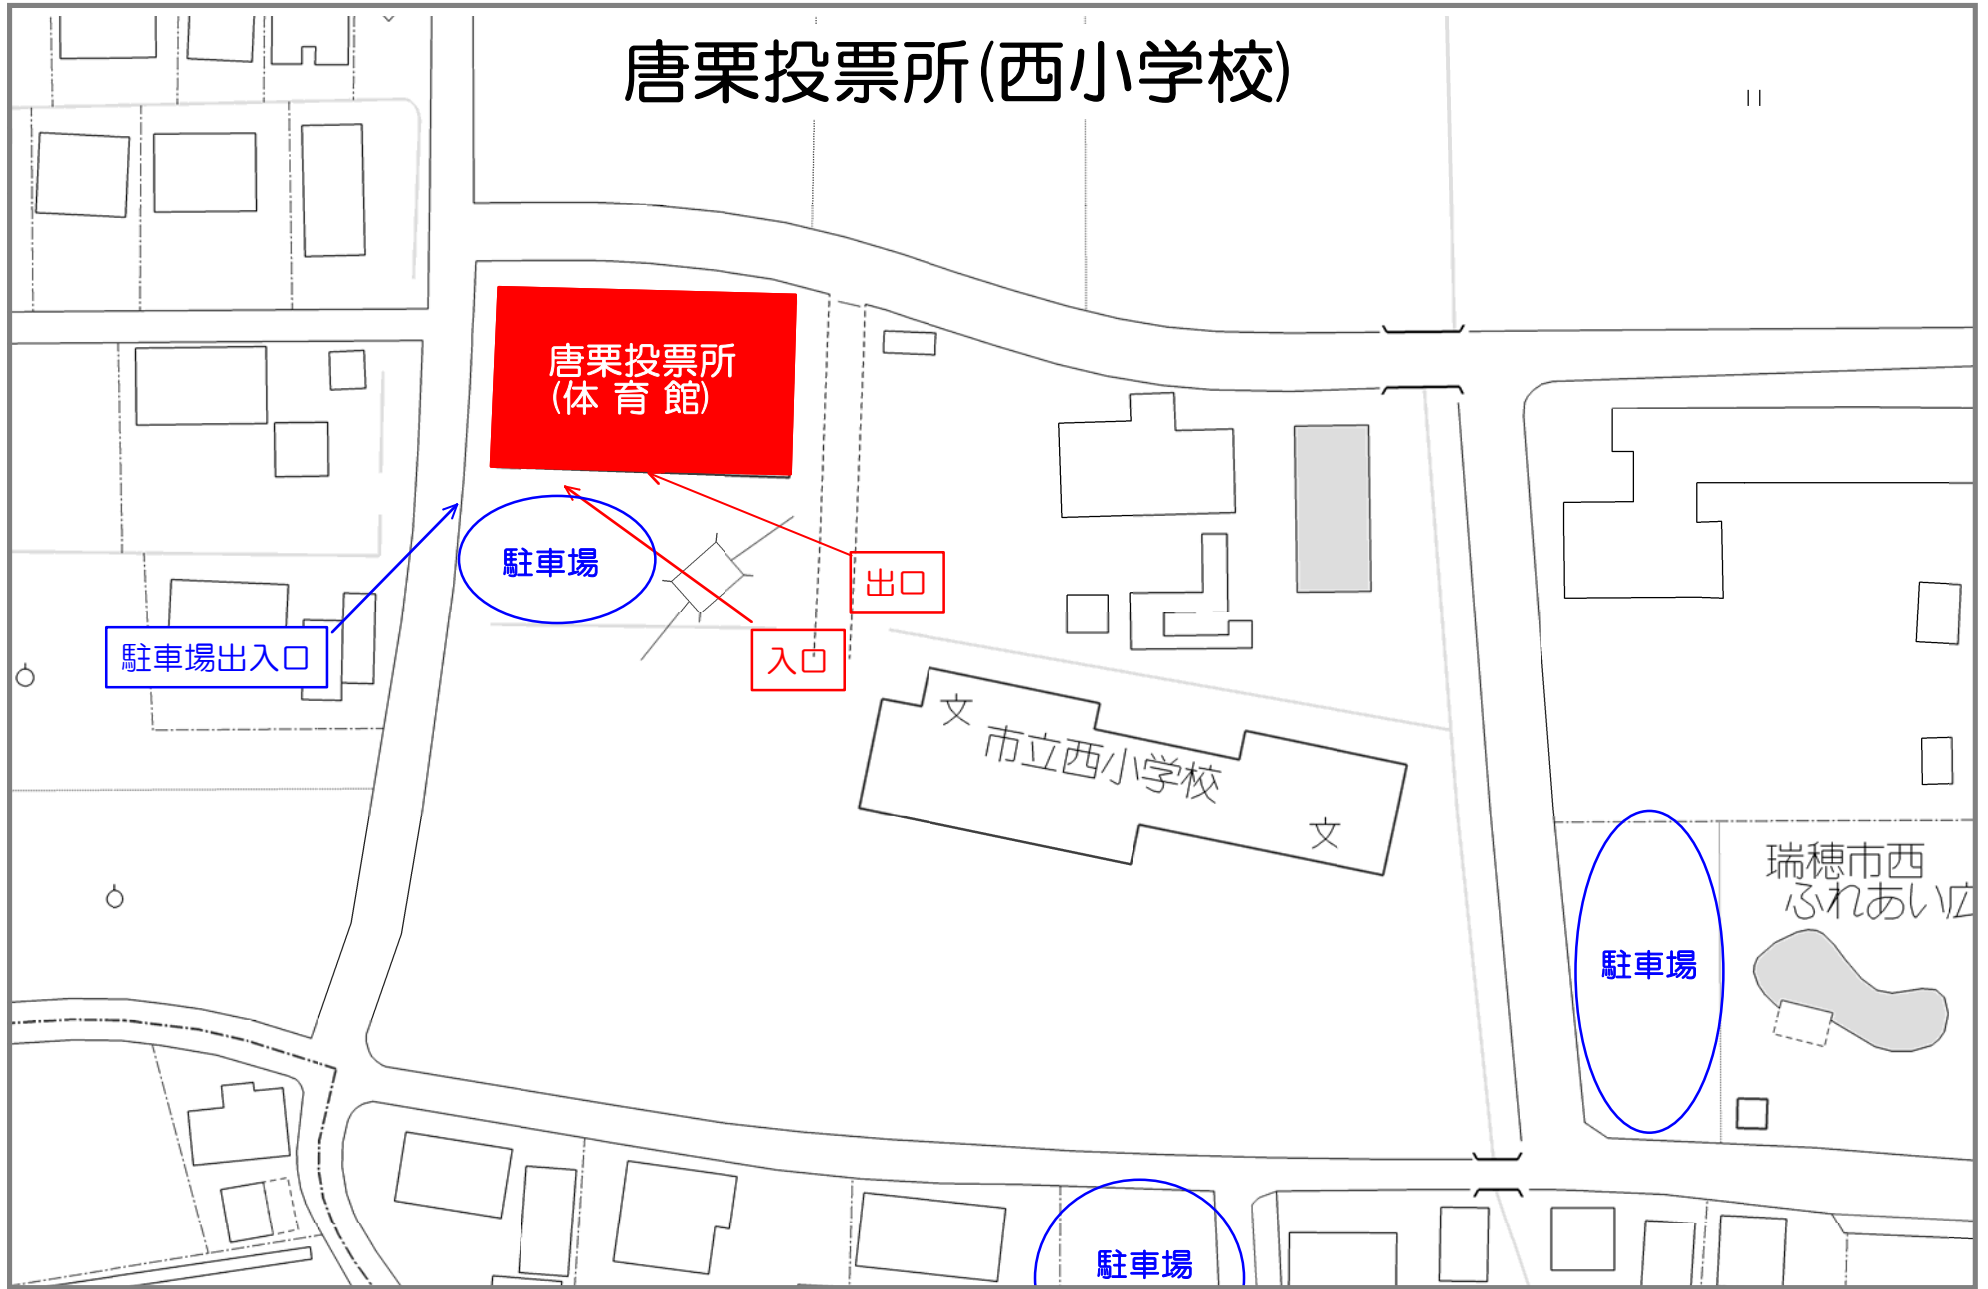 唐栗投票所(西小学校)
唐栗投票所
(体 育 館)
駐車場
出口
入口
駐車場出入口
文
市立西小学校
文
瑞穂市西
ふれあい広
駐車場
駐車場